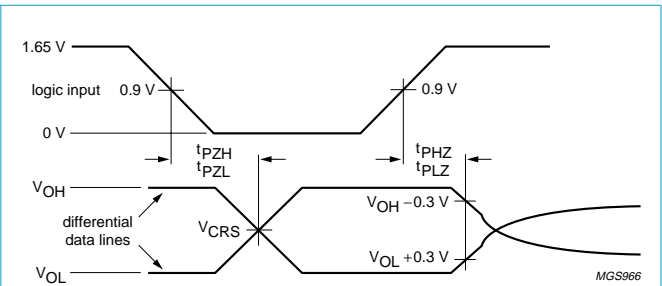 1.65 V
logic input 0.9 V 0.9 V
0 V
tPZH
tPZL
tPHZ
tPLZ
VOH
VOH −0.3 V
differential
data lines
VCRS
VOL +0.3 V
VOL
MGS966